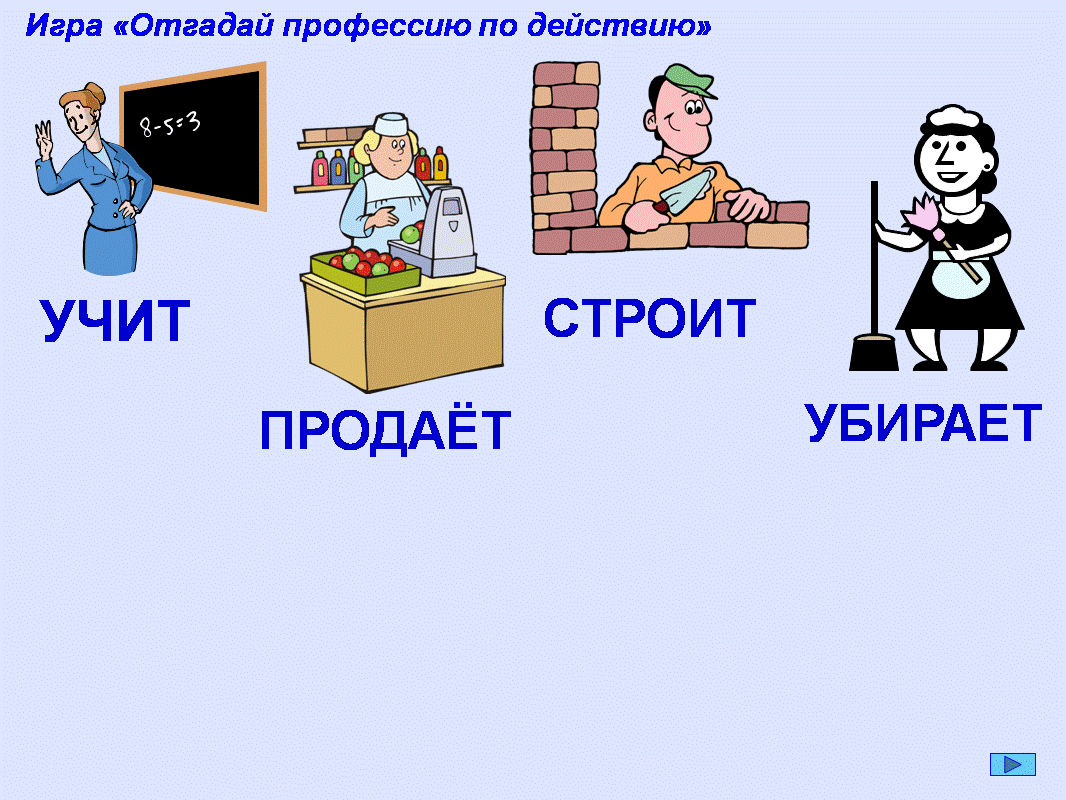 Игра «Отгадай профессию по действию»
8-5=3
УЧИТ
ПРОДАЁТ
СТРОИТ
УБИРАЕТ